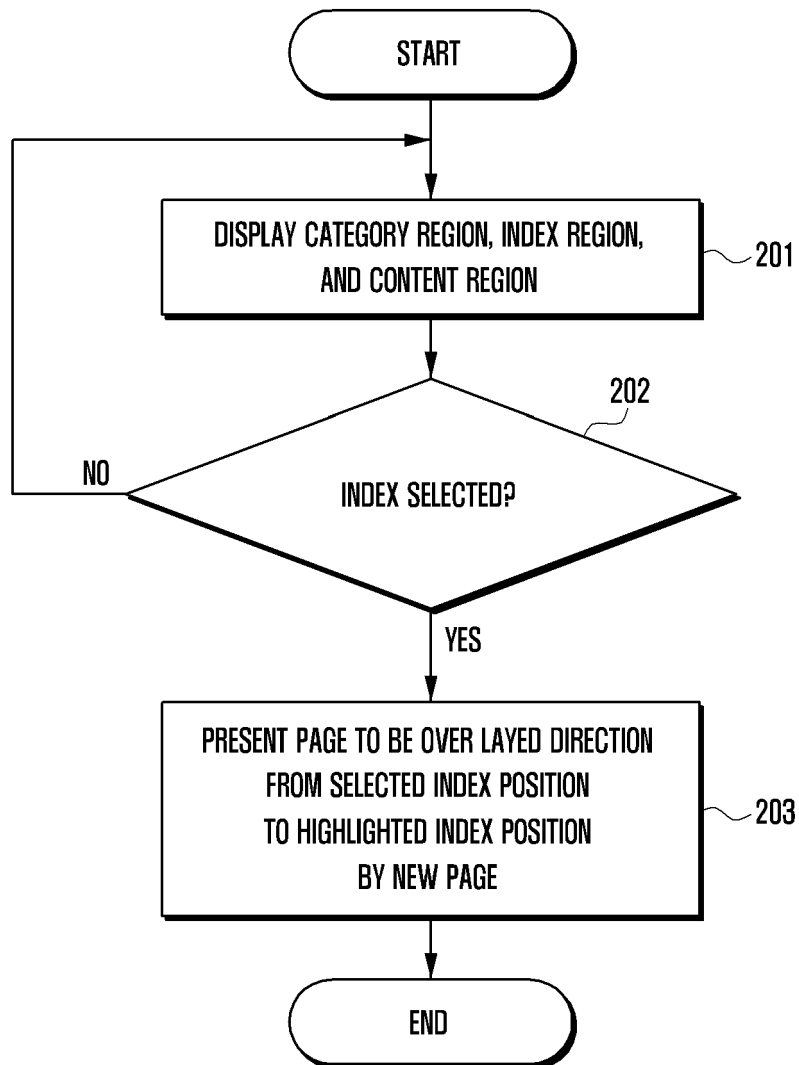 START
DISPLAY CATEGORY REGION, INDEX REGION,
AND CONTENT REGION
201
202
NO
INDEX SELECTED?
YES
PRESENT PAGE TO BE OVER LAYED DIRECTION
FROM SELECTED INDEX POSITION
TO HIGHLIGHTED INDEX POSITION
BY NEW PAGE
203
END